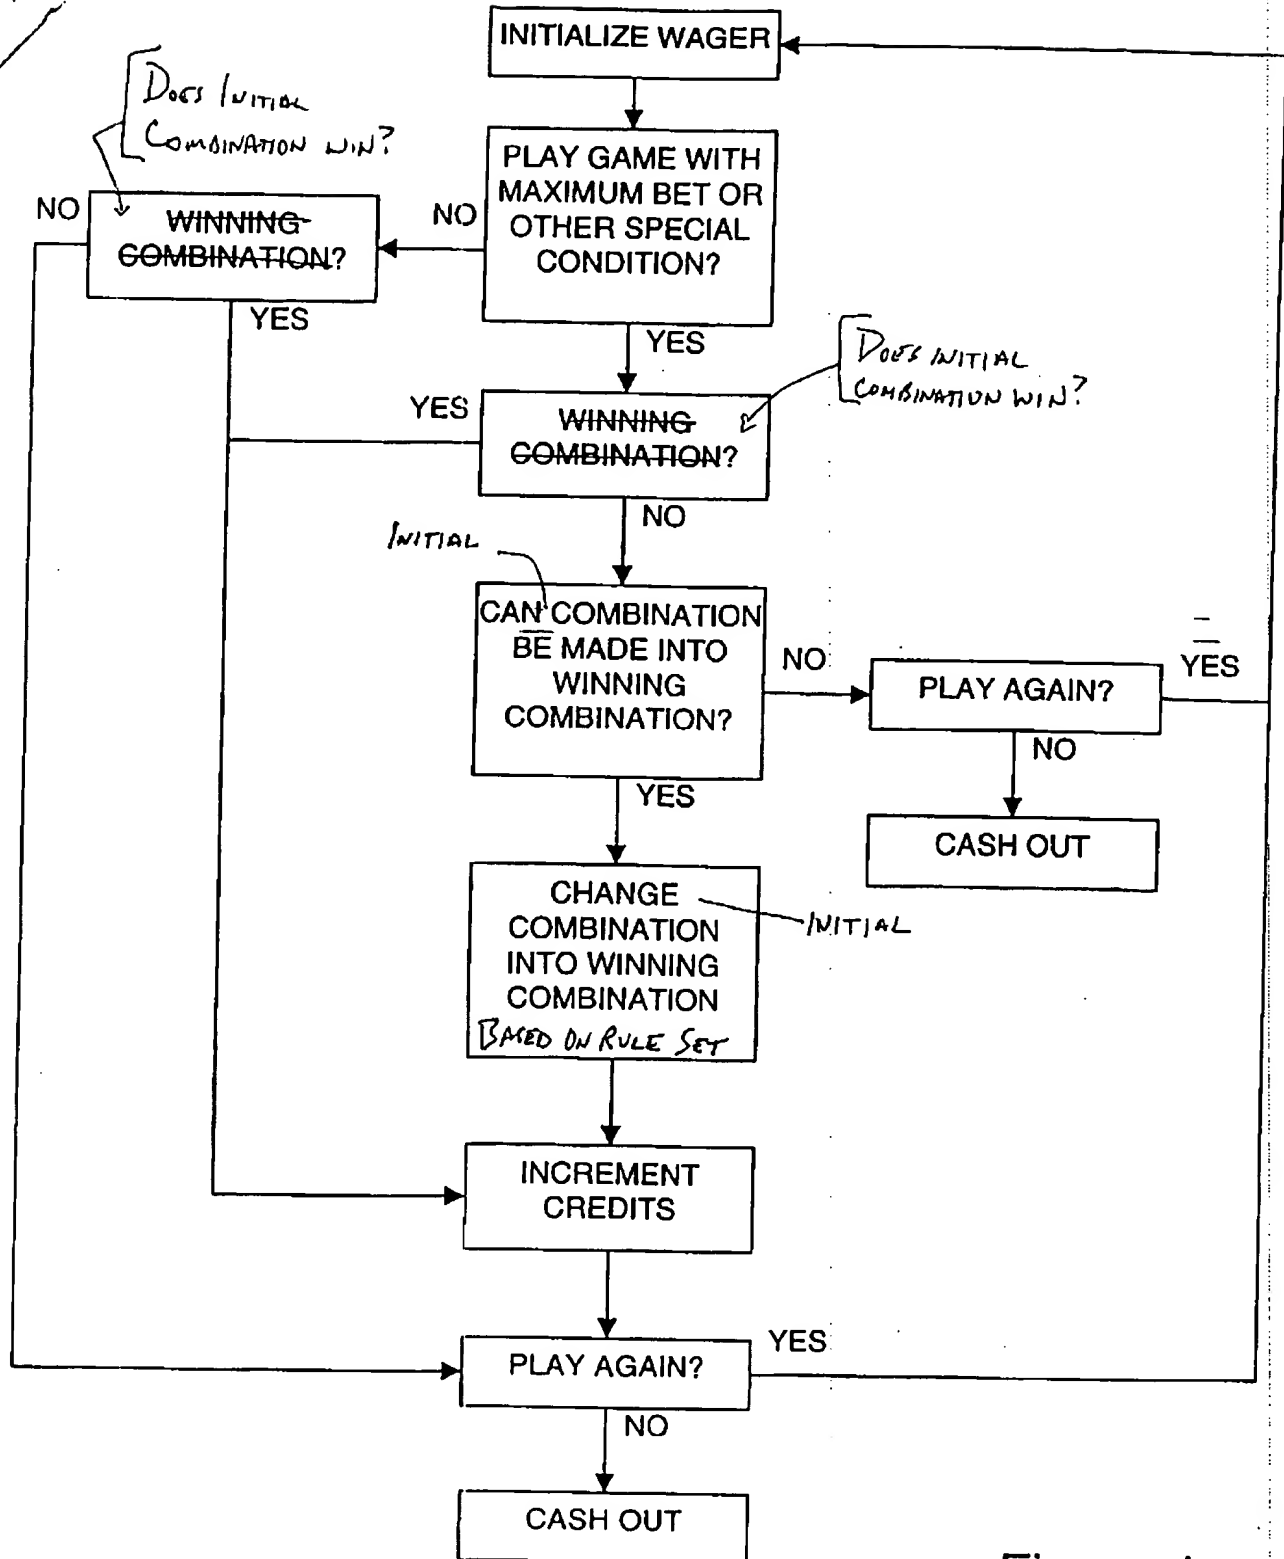 INITIALIZE WAGER
DOES INITIAL
COMBINATION WIN?
PLAY GAME WITH
MAXIMUM BET OR
OTHER SPECIAL
CONDITION?
NO
WINNING
COMBINATION?
NO
YES
YES
DOES INITIAL
COMBINATION WIN?
YES
WINNING
COMBINATION?
NO
INITIAL
CAN COMBINATION
BE MADE INTO
WINNING
COMBINATION?
NO
PLAY AGAIN?
YES
NO
CASH OUT
YES
CHANGE
COMBINATION
INTO WINNING
COMBINATION
BASED ON RULE SET
INITIAL
INCREMENT
CREDITS
PLAY AGAIN?
YES
NO
CASH OUT